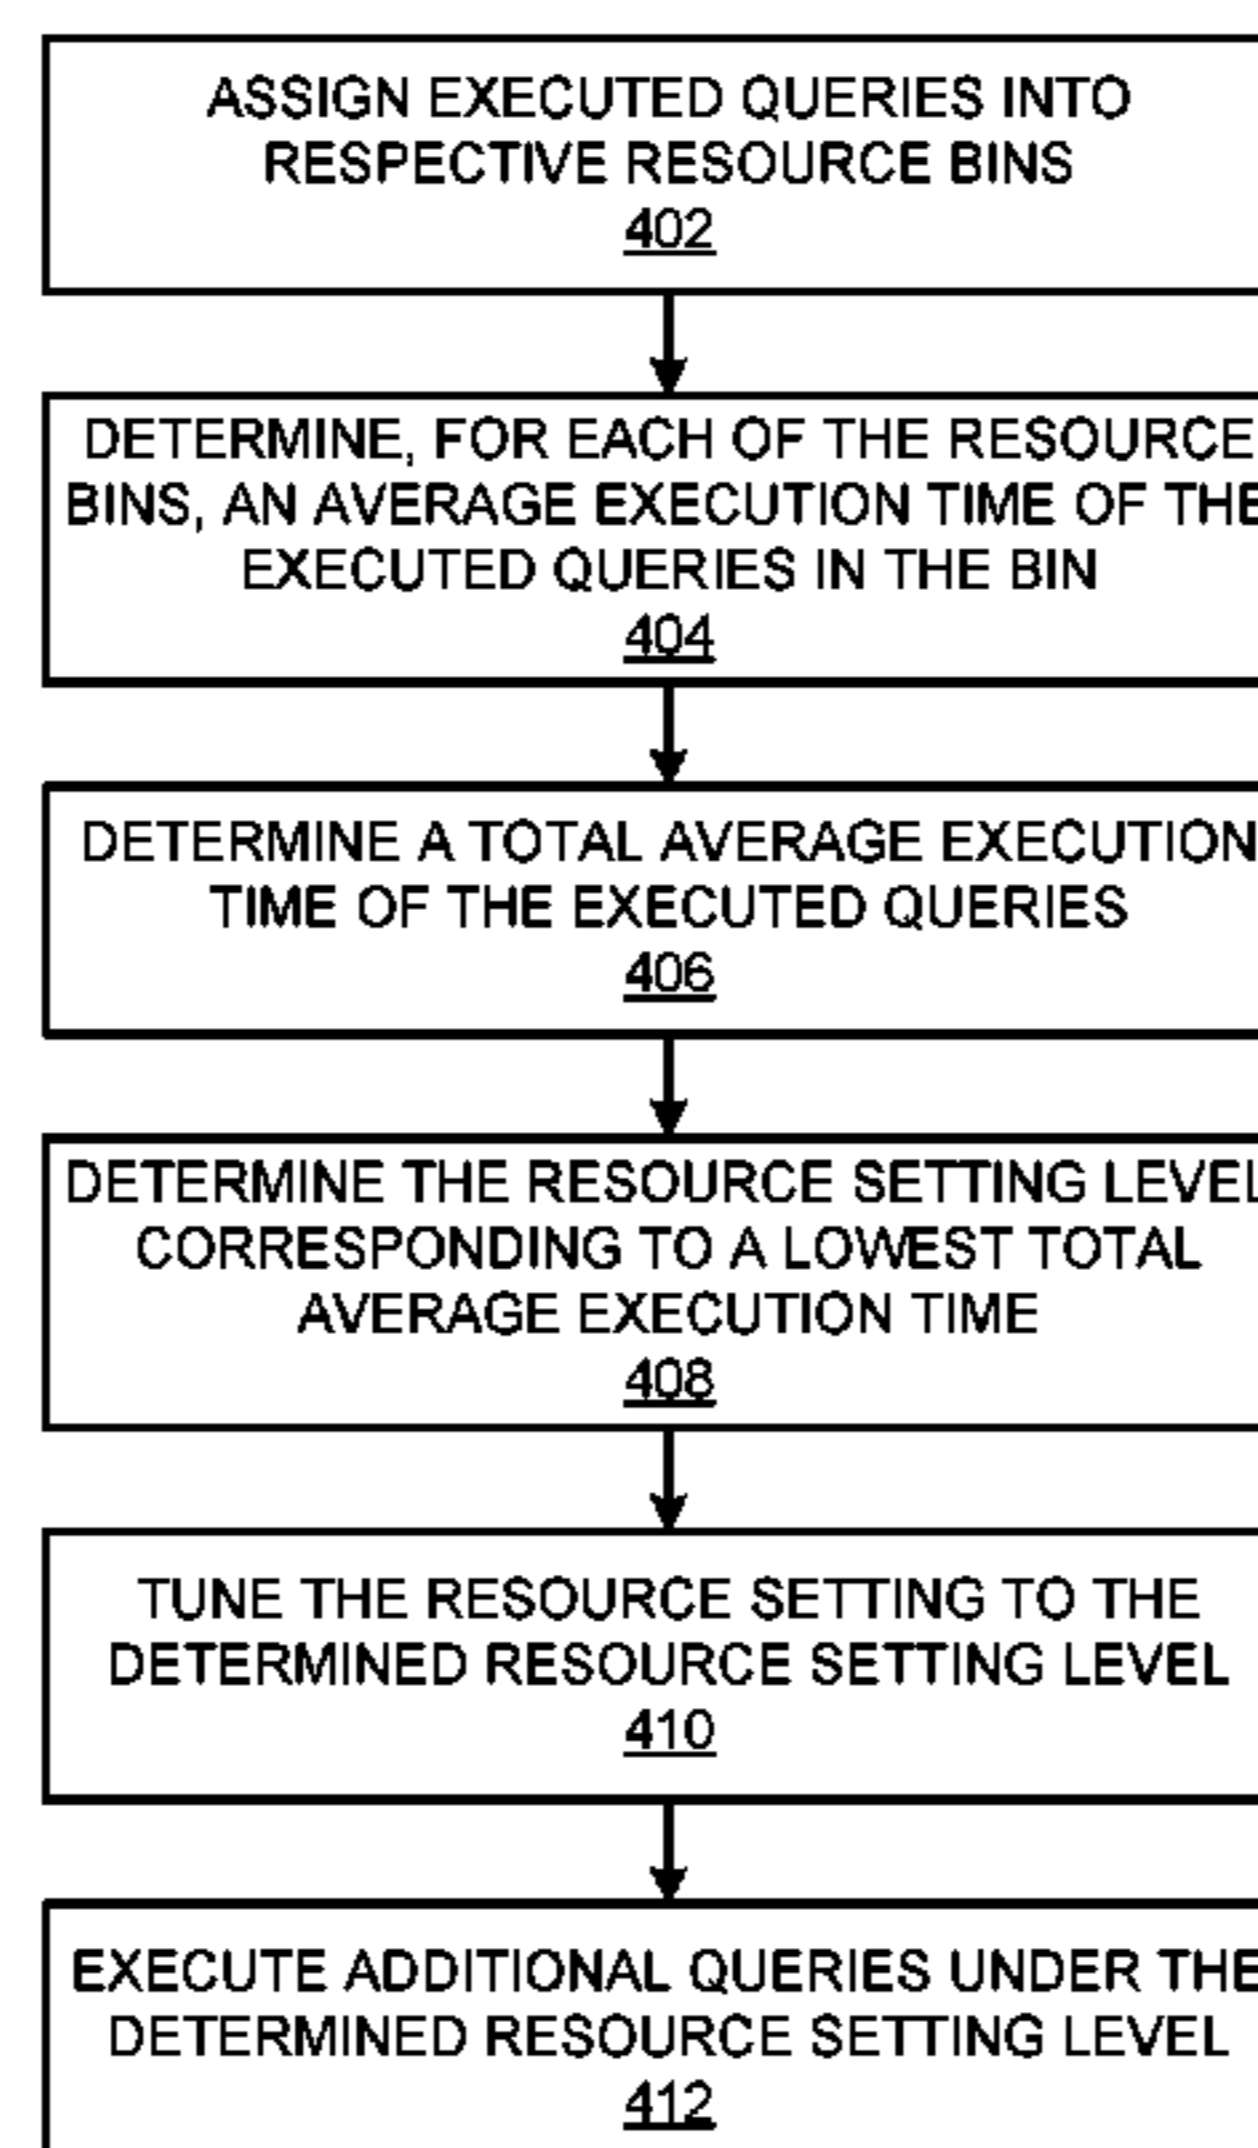 ASSIGN EXECUTED QUERIES INTO
RESPECTIVE RESOURCE BINS
402
DETERMINE, FOR EACH OF THE RESOURCE
BINS, AN AVERAGE EXECUTION TIME OF THE
EXECUTED QUERIES IN THE BIN
404
DETERMINE A TOTAL AVERAGE EXECUTION
TIME OF THE EXECUTED QUERIES
406
DETERMINE THE RESOURCE SETTING LEVEL
CORRESPONDING TO A LOWEST TOTAL
AVERAGE EXECUTION TIME
408
TUNE THE RESOURCE SETTING TO THE
DETERMINED RESOURCE SETTING LEVEL
410
EXECUTE ADDITIONAL QUERIES UNDER THE
DETERMINED RESOURCE SETTING LEVEL
412